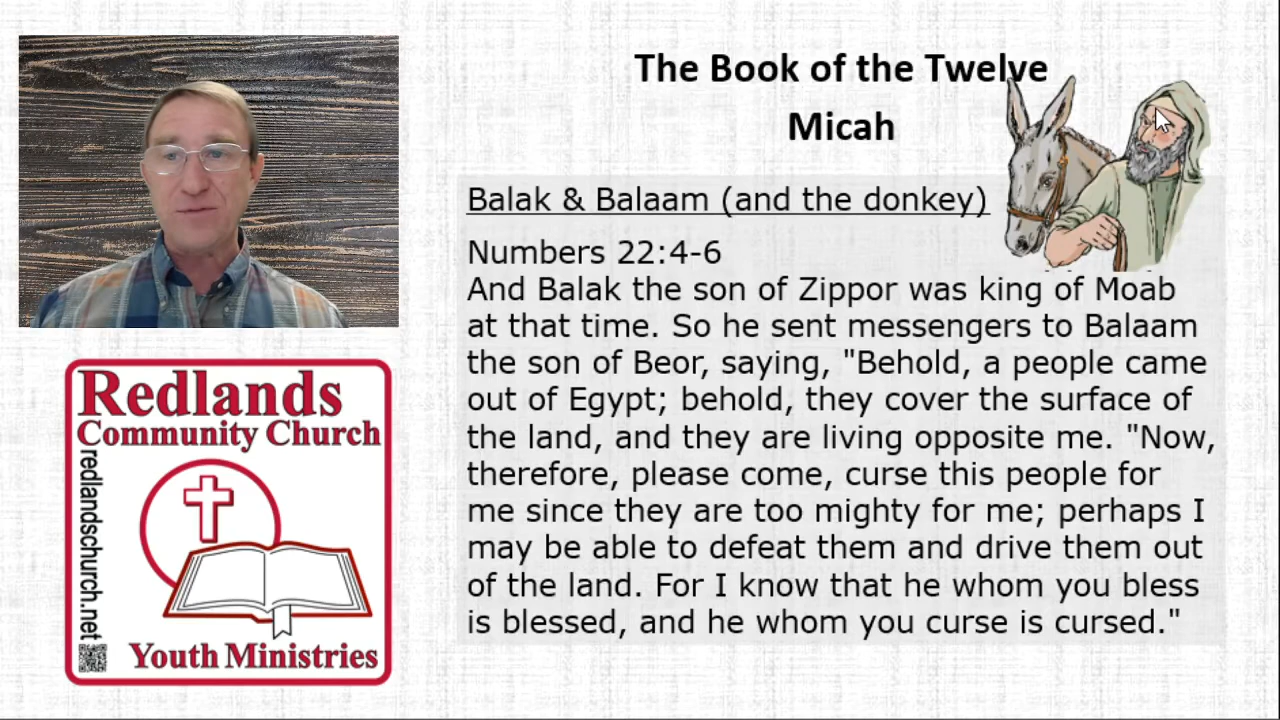 The Book of the Twelve
Micah
Balak & Balaam (and the donkey)
Numbers 22:4-6
And Balak the son of Zippor was king of Moab
at that time. So he sent messengers to Balaam
the son of Beor, saying, "Behold, a people came
out of Egypt; behold, they cover the surface of
the land, and they are living opposite me. "Now,
therefore, please come, curse this people for
me since they are too mighty for me; perhaps I
may be able to defeat them and drive them out
of the land. For I know that he whom you bless
is blessed, and he whom you curse is cursed."
Redlands
Community Church
redlandschurch.net
Youth Ministries